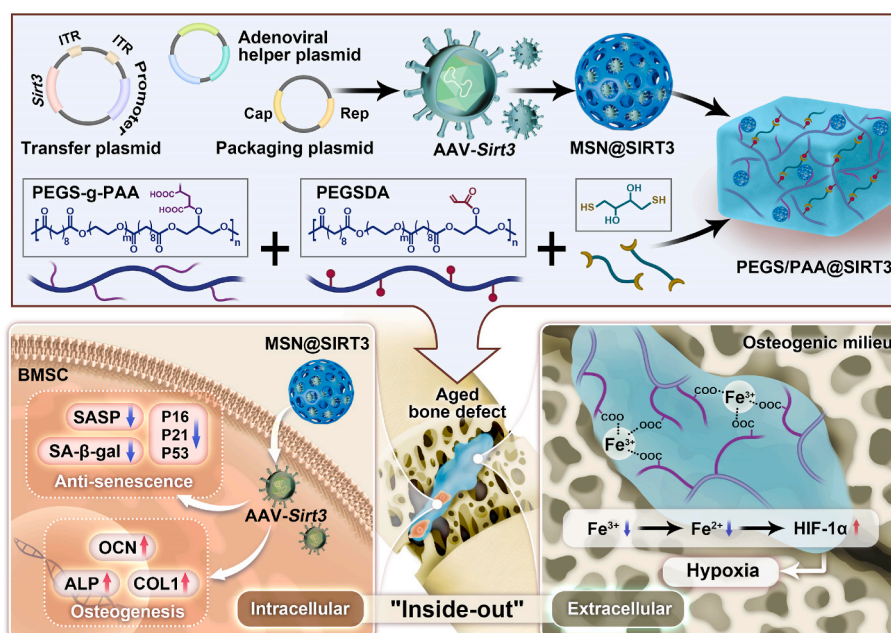 ITR
ITR
Sirt3
Promoter
Transfer plasmid
Adenoviral
helper plasmid
Cap
Rep
Packaging plasmid
AAV-Sirt3
MSN@SIRT3
PEGS-g-PAA
HOOC
HOOC
O
O
O
8
O
m
O
8
O
O
O
n
+
PEGSDA
O
O
O
O
8
O
m
O
8
O
O
O
n
+
HS
OH
OH
SH
PEGS/PAA@SIRT3
BMSC
MSN@SIRT3
SASP
SA-β-gal
P16
P21
P53
Anti-senescence
AAV-Sirt3
OCN
ALP
COL1
Osteogenesis
Intracellular
Aged
bone defect
"Inside-out"
Extracellular
Osteogenic milieu
COO
Fe³⁺
OOC
OOC
COO
Fe³⁺
OOC
OOC
Fe³⁺
Fe²⁺
HIF-1α
Hypoxia